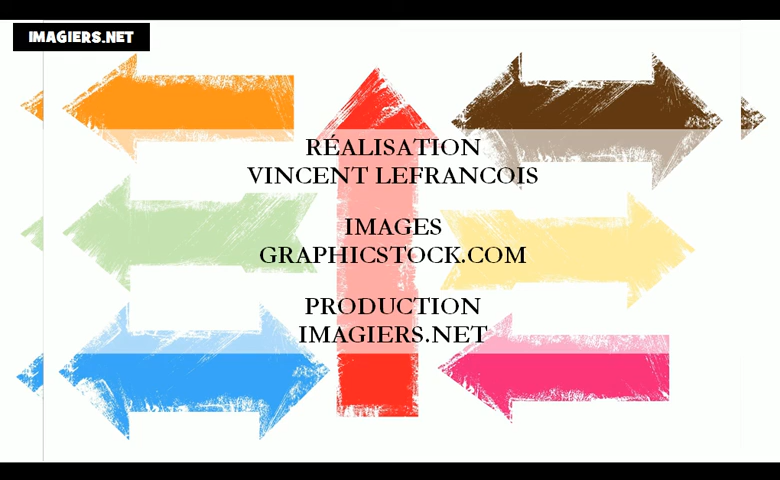 IMAGIERS.NET
RÉALISATION
VINCENT LEFRANCOIS
IMAGES
GRAPHICSTOCK.COM
PRODUCTION
IMAGIERS.NET